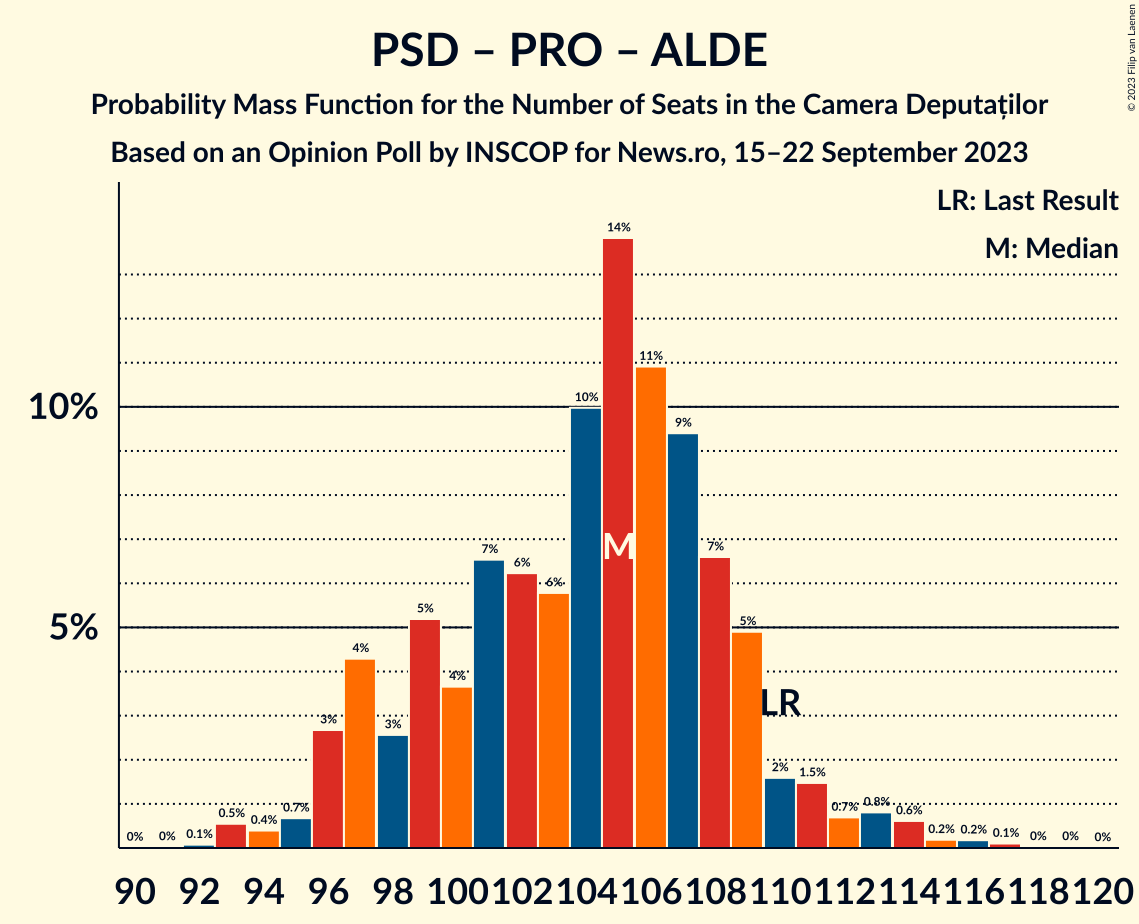 PSD – PRO – ALDE
Probability Mass Function for the Number of Seats in the Camera Deputaților
Based on an Opinion Poll by INSCOP for News.ro, 15–22 September 2023
© 2023 Filip van Laenen
LR: Last Result
M: Median
10%
5%
0% 0% 0.1% 0.5% 0.4% 0.7% 3% 4% 3% 5% 4% 7% 6% 6% 10% 14% 11% 9% 7% 5% 2% 1.5% 0.7% 0.8% 0.6% 0.2% 0.2% 0.1% 0% 0% 0%
M
LR
90 92 94 96 98 100 102 104 106 108 110 112 114 116 118 120